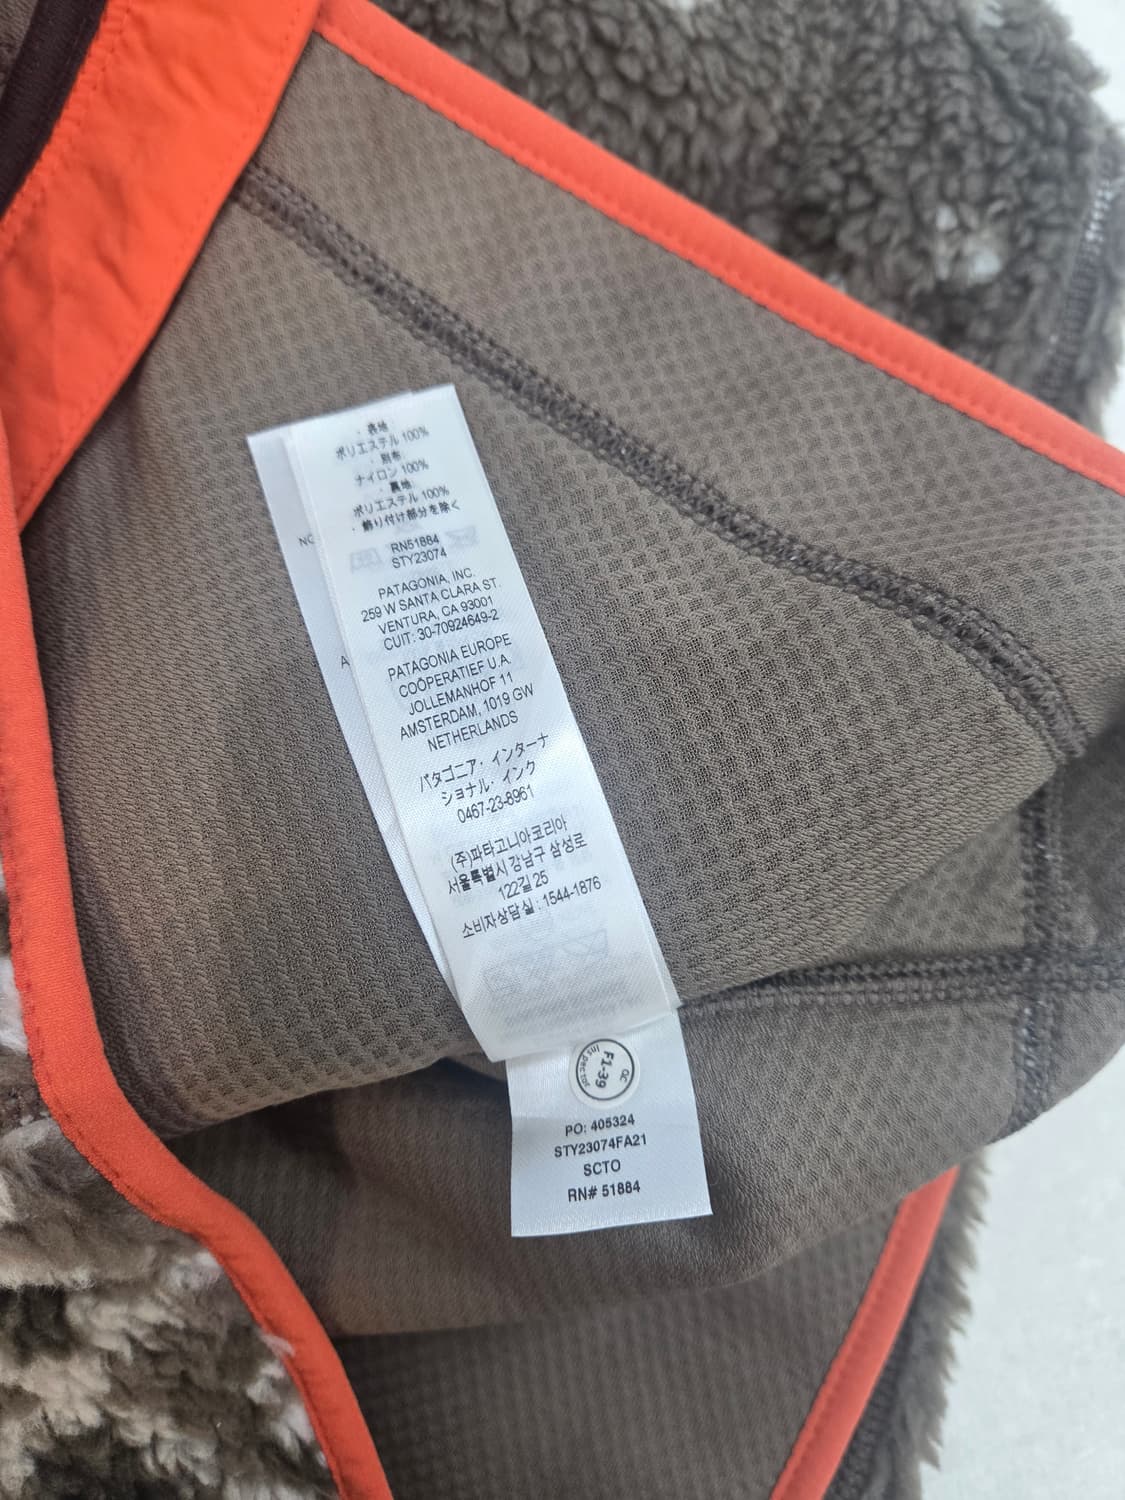 ・表地
ポリエステル 100%
・別布
ナイロン 100%
・裏地
ポリエステル 100%
・飾り付け部分を除く
RN51884
STY23074
PATAGONIA, INC.
259 W SANTA CLARA ST.
VENTURA, CA 93001
CUIT: 30-70924649-2
PATAGONIA EUROPE
COÖPERATIEF U.A.
JOLLEMANHOF 11
AMSTERDAM, 1019 GW
NETHERLANDS
パタゴニア・インターナ
ショナル・インク
0467-23-8961
(주)파타고니아코리아
서울특별시 강남구 삼성로
122길 25
소비자상담실 : 1544-1876
QC
F1-39
Inspector
PO: 405324
STY23074FA21
SCTO
RN# 51884